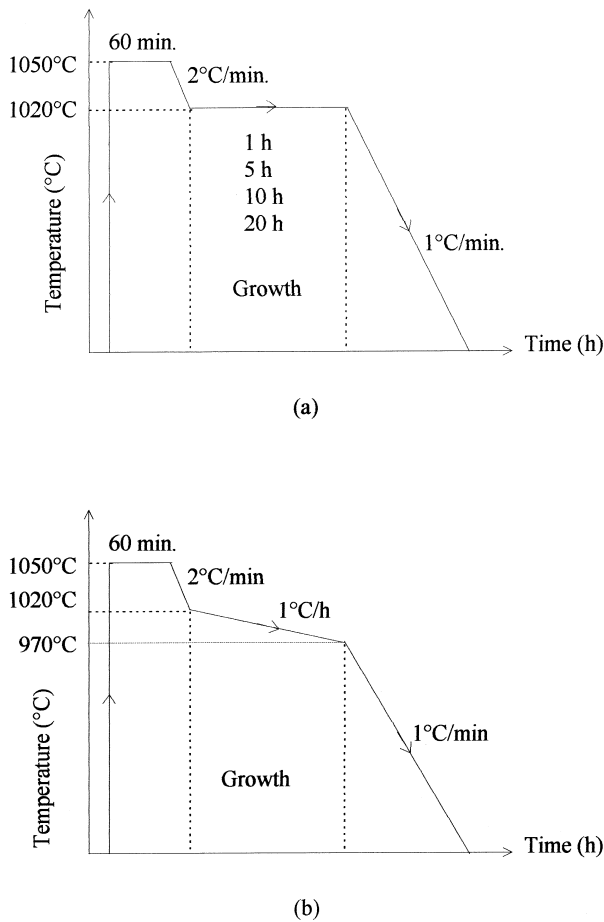 60 min.
1050°C
2°C/min.
1020°C
1 h
5 h
10 h
20 h
1°C/min.
Growth
Temperature (°C)
Time (h)
(a)
60 min.
1050°C
2°C/min
1020°C
1°C/h
970°C
1°C/min
Growth
Temperature (°C)
Time (h)
(b)